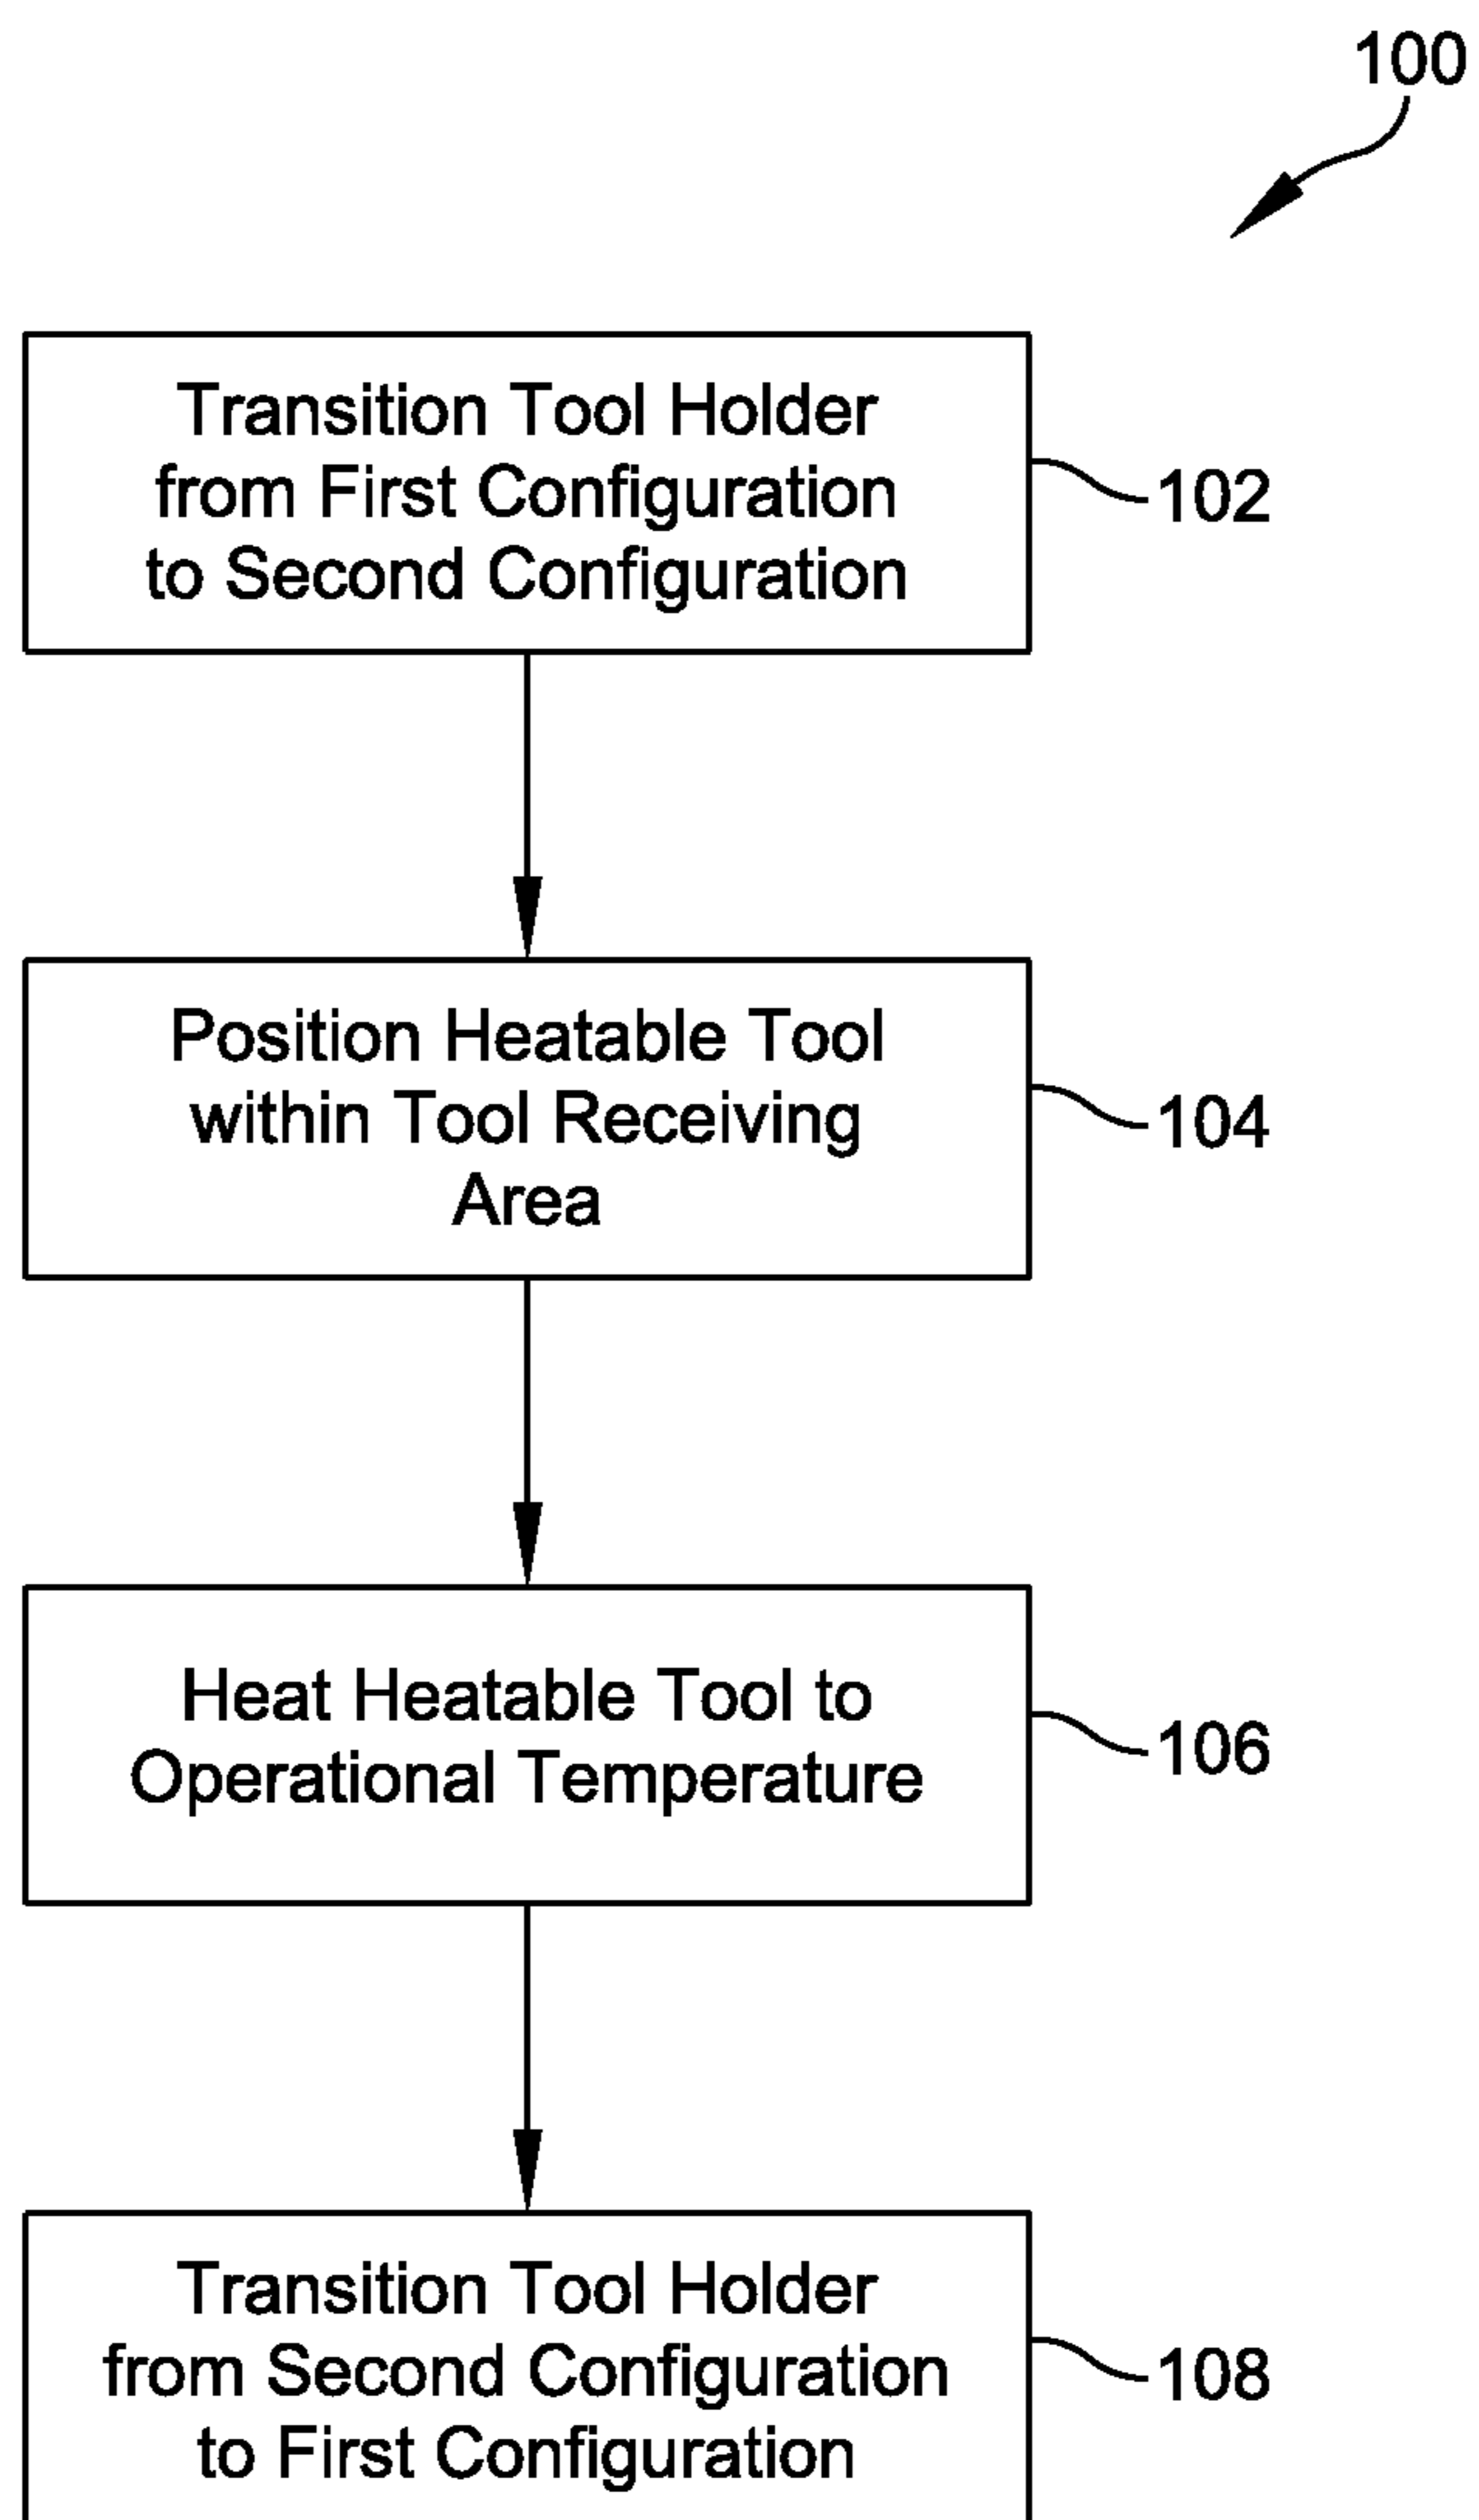 100
Transition Tool Holder
from First Configuration
to Second Configuration
102
Position Heatable Tool
within Tool Receiving
Area
104
Heat Heatable Tool to
Operational Temperature
106
Transition Tool Holder
from Second Configuration
to First Configuration
108